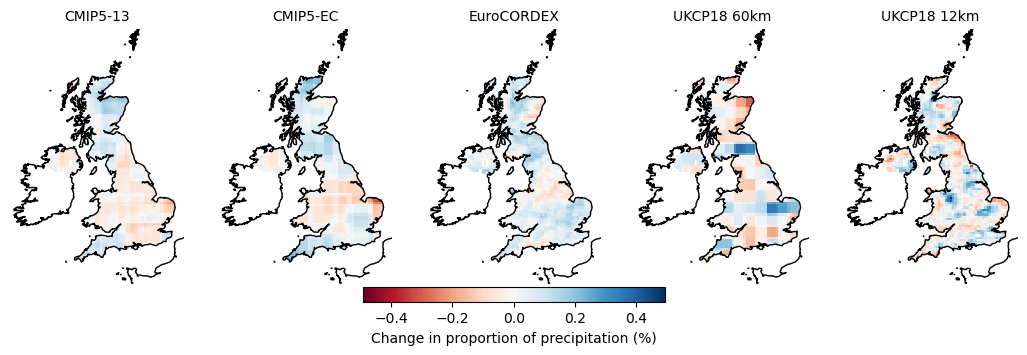 CMIP5-13 CMIP5-EC EuroCORDEX UKCP18 60km UKCP18 12km
−0.4 −0.2 0.0 0.2 0.4
Change in proportion of precipitation (%)